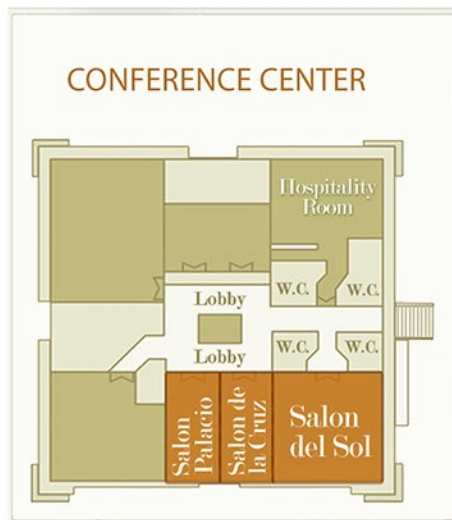 CONFERENCE CENTER
Hospitality
Room
W.C.
W.C.
Lobby
Lobby
W.C.
W.C.
Salon
Palacio
Salon de
la Cruz
Salon
del Sol